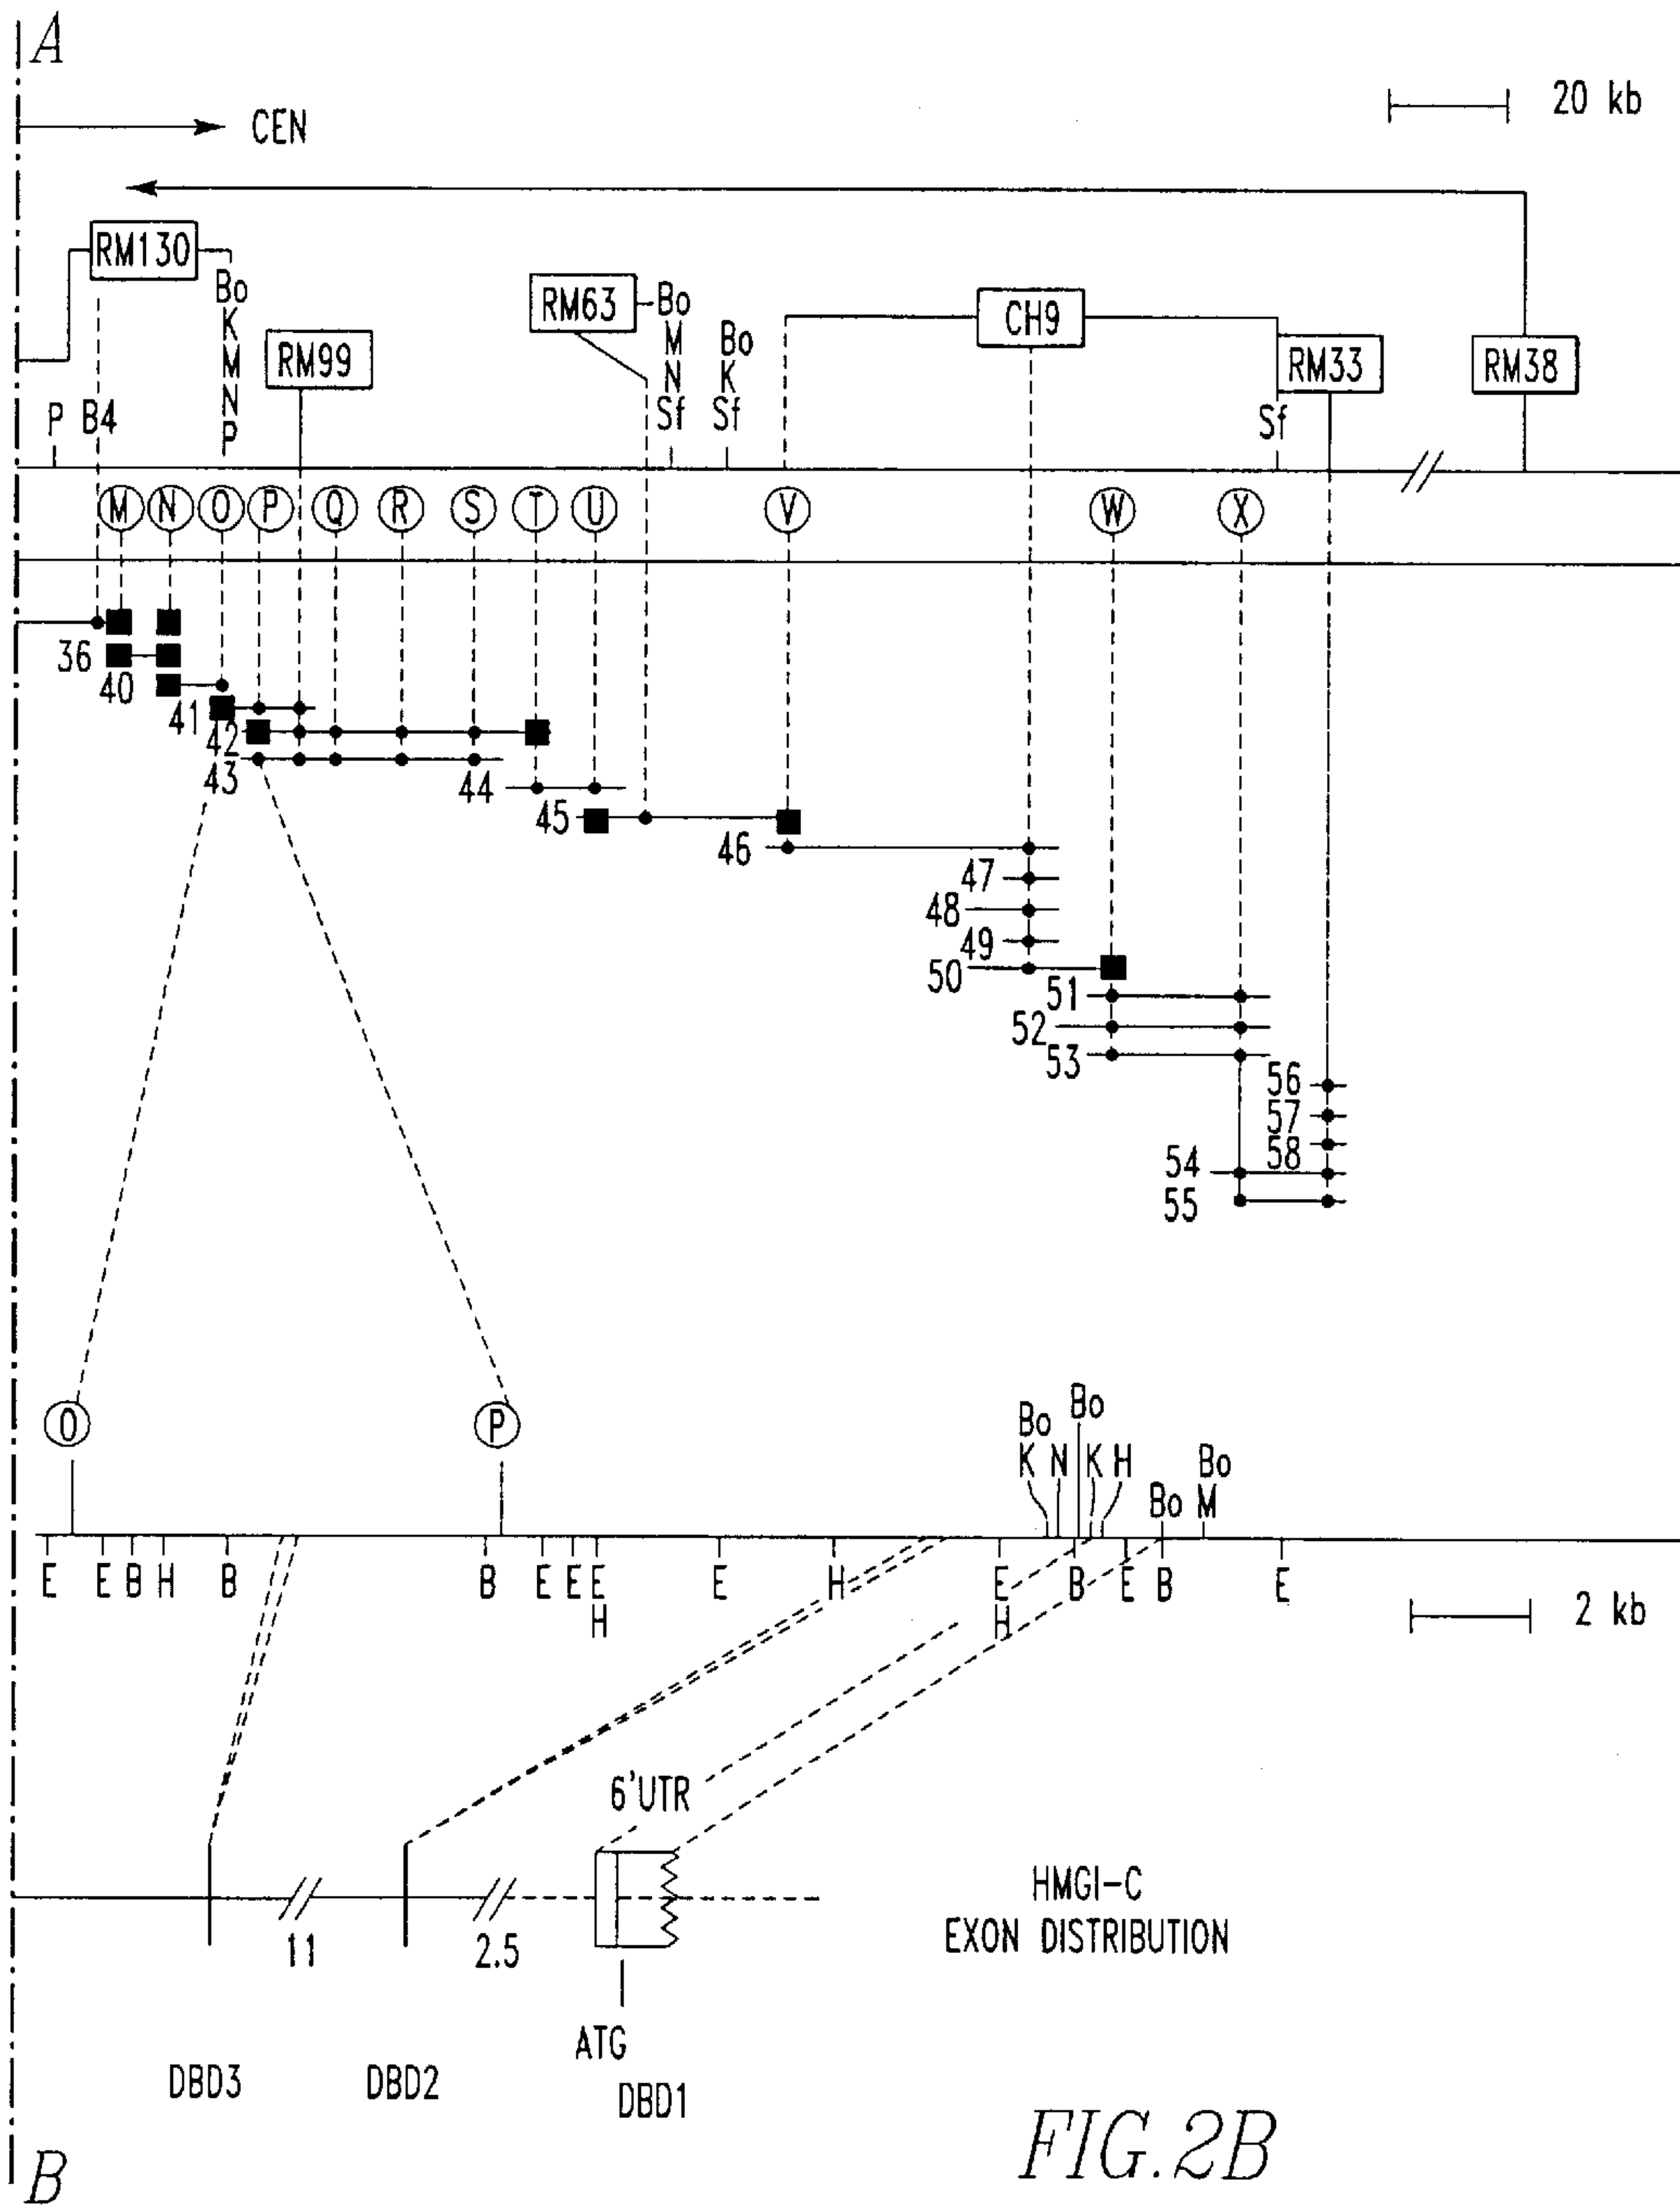 A
20 kb
CEN
RM130
Bo
K
M
N
P
RM99
RM63
Bo
M
N
Sf
Bo
K
Sf
CH9
RM33
RM38
P
B4
Sf
M N O P Q R S T U V W X
36
40
41
42
43
44
45
46
47
48
49
50
51
52
53
56
57
58
54
55
O
P
Bo
K
N
Bo
K
H
Bo
Bo
M
E E B H B B E E E
H
E H E
H
B E B E
2 kb
6'UTR
HMGI-C
EXON DISTRIBUTION
11
2.5
ATG
DBD3
DBD2
DBD1
FIG.2B
B